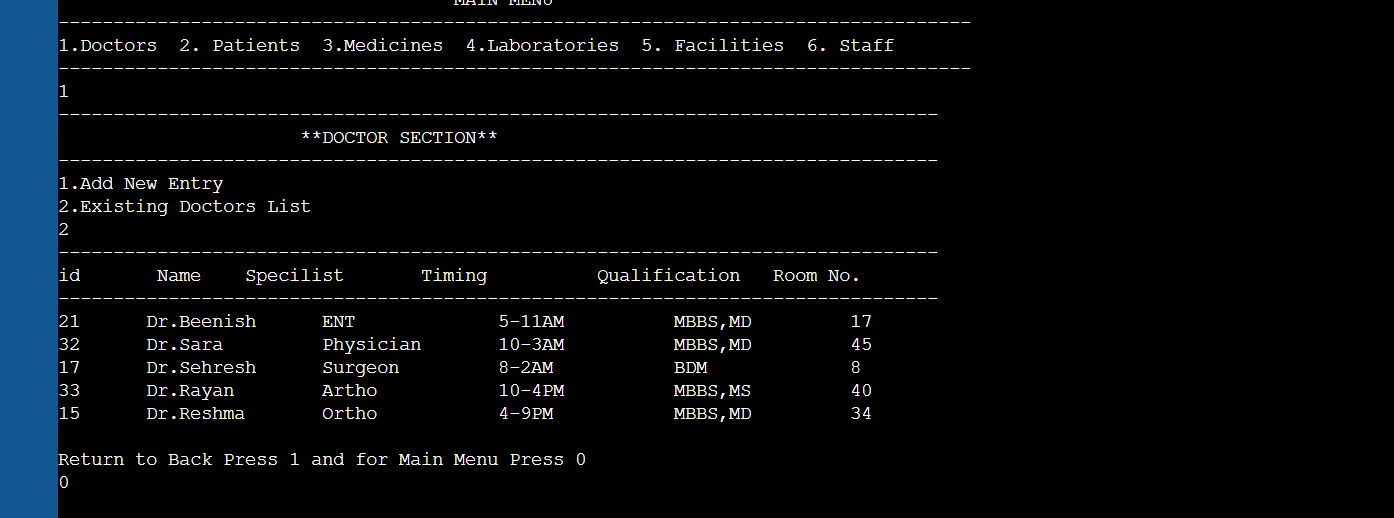 MAIN MENU
--------------------------------------------------------------------------------
1.Doctors  2. Patients  3.Medicines  4.Laboratories  5. Facilities  6. Staff
--------------------------------------------------------------------------------
1
--------------------------------------------------------------------------------
**DOCTOR SECTION**
--------------------------------------------------------------------------------
1.Add New Entry
2.Existing Doctors List
2
--------------------------------------------------------------------------------
id       Name    Specilist       Timing          Qualification   Room No.
--------------------------------------------------------------------------------
21      Dr.Beenish      ENT             5-11AM          MBBS,MD         17
32      Dr.Sara         Physician       10-3AM          MBBS,MD         45
17      Dr.Sehresh      Surgeon         8-2AM           BDM             8
33      Dr.Rayan        Artho           10-4PM          MBBS,MS         40
15      Dr.Reshma       Ortho           4-9PM           MBBS,MD         34
Return to Back Press 1 and for Main Menu Press 0
0